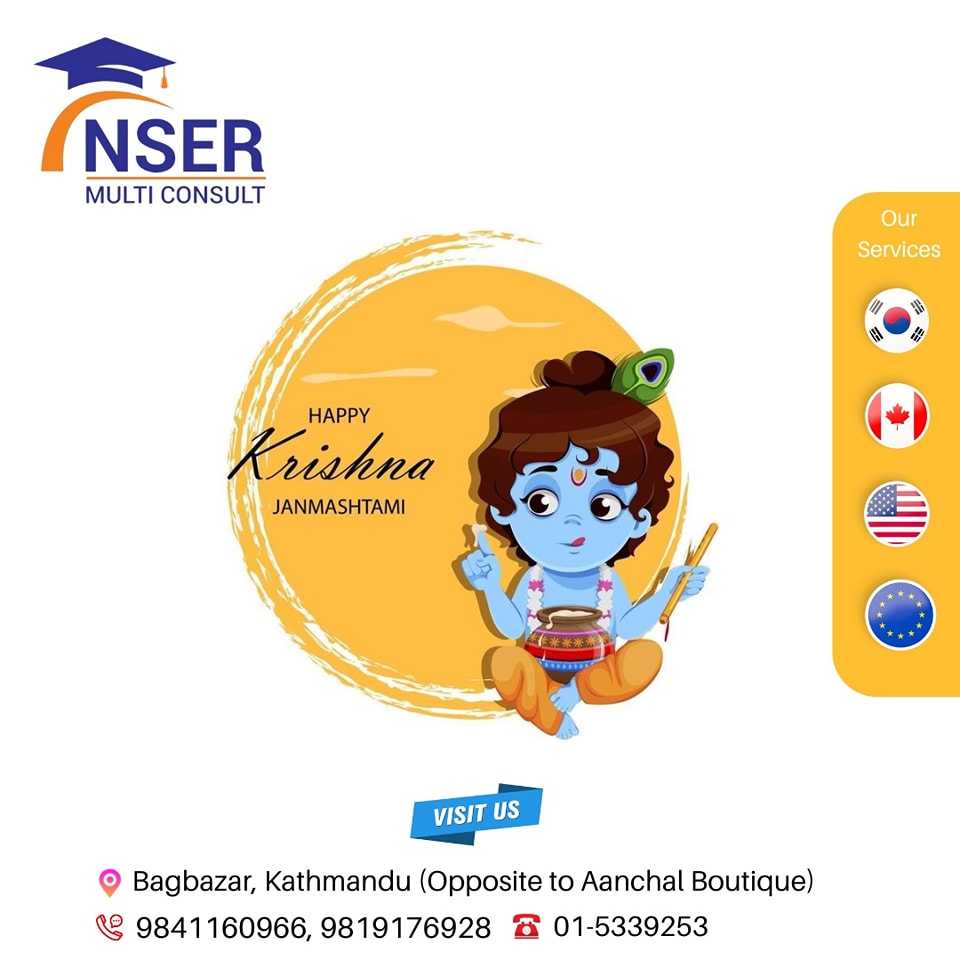 NSER
MULTI CONSULT
Our
Services
HAPPY
Krishna
JANMASHTAMI
VISIT US
Bagbazar, Kathmandu (Opposite to Aanchal Boutique)
9841160966, 9819176928 01-5339253